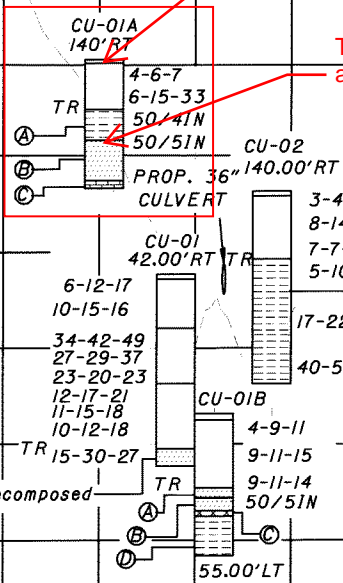 CU-01A
140' RT
T
a
4-6-7
6-15-33
TR
50/4IN
50/5IN
A
B
C
PROP. 36"
CULVERT
CU-02
140.00'RT
3-4
8-14
7-7-
5-10
17-22
40-5
CU-01
42.00'RT
TR
6-12-17
10-15-16
34-42-49
27-29-37
23-20-23
12-17-21
11-15-18
10-12-18
TR 15-30-27
ecomposed
CU-01B
4-9-11
9-11-15
9-11-14
50/5IN
TR
A
B
C
D
55.00'LT